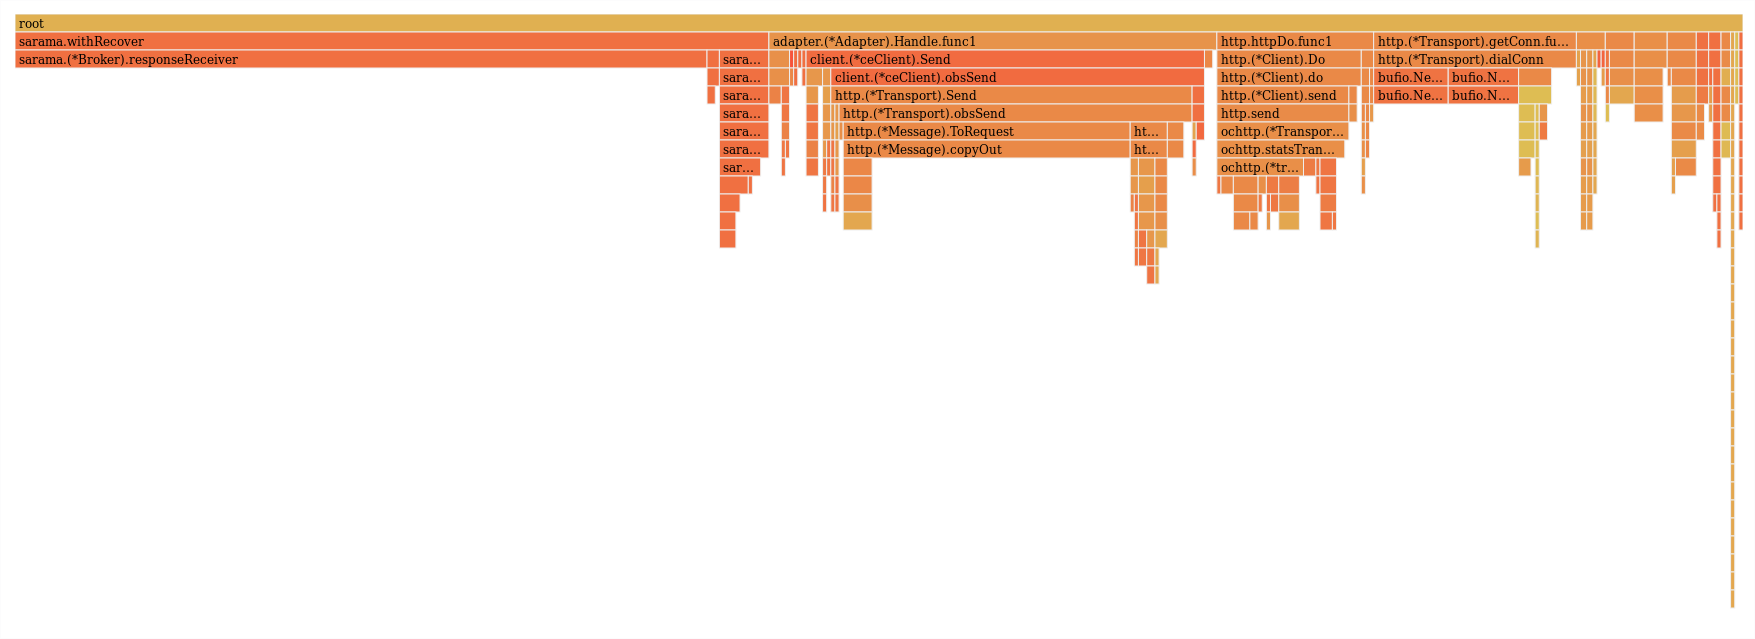 root
sarama.withRecover adapter.(*Adapter).Handle.func1 http.httpDo.func1 http.(*Transport).getConn.fu...
sarama.(*Broker).responseReceiver sara... client.(*ceClient).Send http.(*Client).Do http.(*Transport).dialConn
sara... client.(*ceClient).obsSend http.(*Client).do bufio.Ne... bufio.N...
sara... http.(*Transport).Send http.(*Client).send bufio.Ne... bufio.N...
sara... http.(*Transport).obsSend http.send
sara... http.(*Message).ToRequest ht... ochttp.(*Transpor...
sara... http.(*Message).copyOut ht... ochttp.statsTran...
sar... ochttp.(*tr...